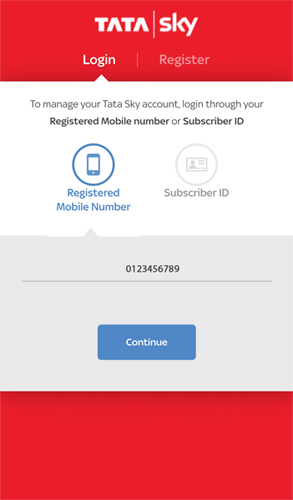 TATA sky
Login | Register
To manage your Tata Sky account, login through your
Registered Mobile number or Subscriber ID
Registered
Mobile Number
Subscriber ID
0123456789
Continue